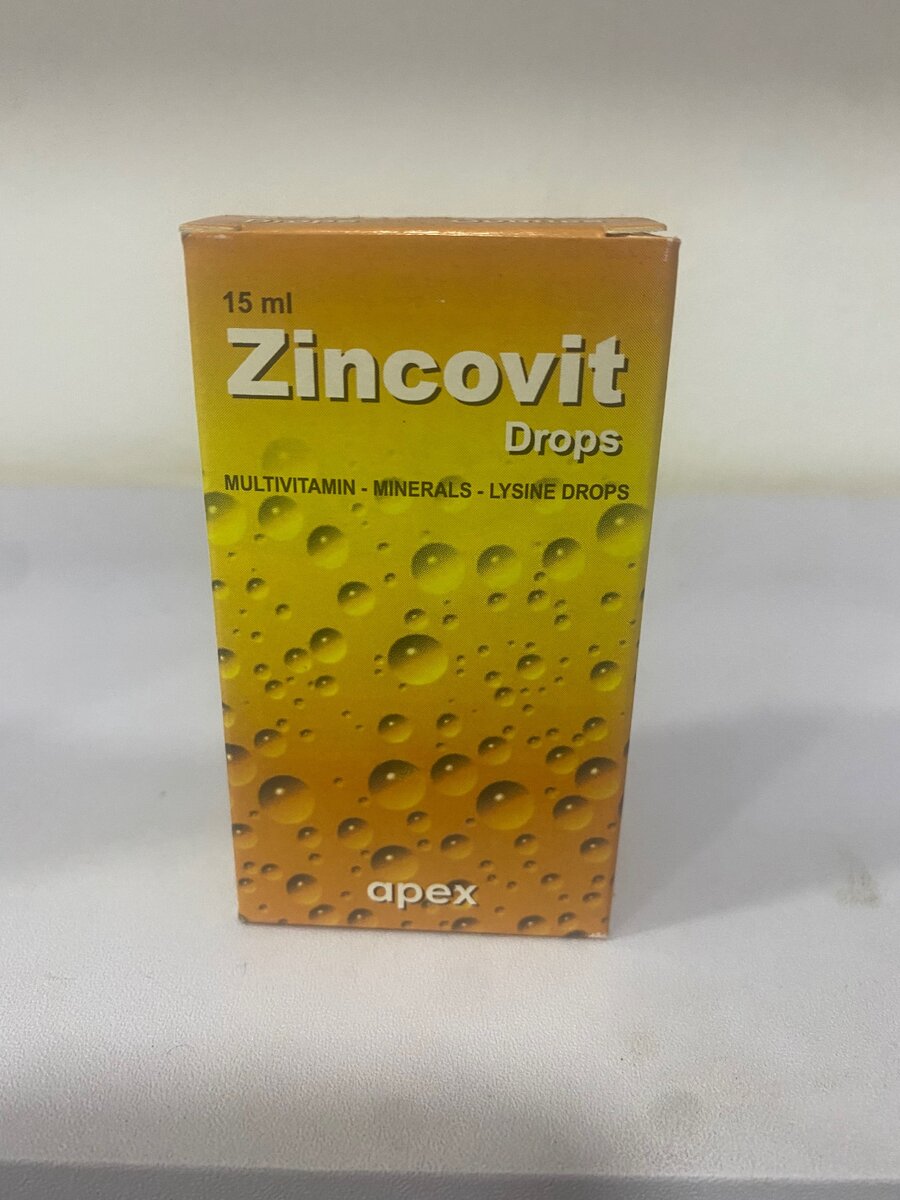 15 ml
Zincovit
Drops
MULTIVITAMIN - MINERALS - LYSINE DROPS
apex